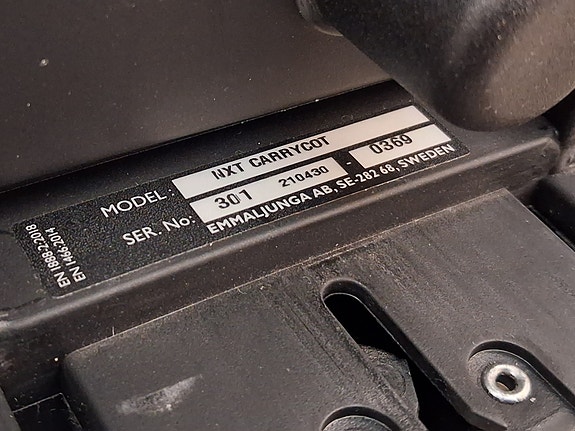 MODEL NXT CARRYCOT
SER. No: 301 210430 - 0369
EMMALJUNGA AB, SE-282 68, SWEDEN
EN 1888-2:2018
EN 1466:2014